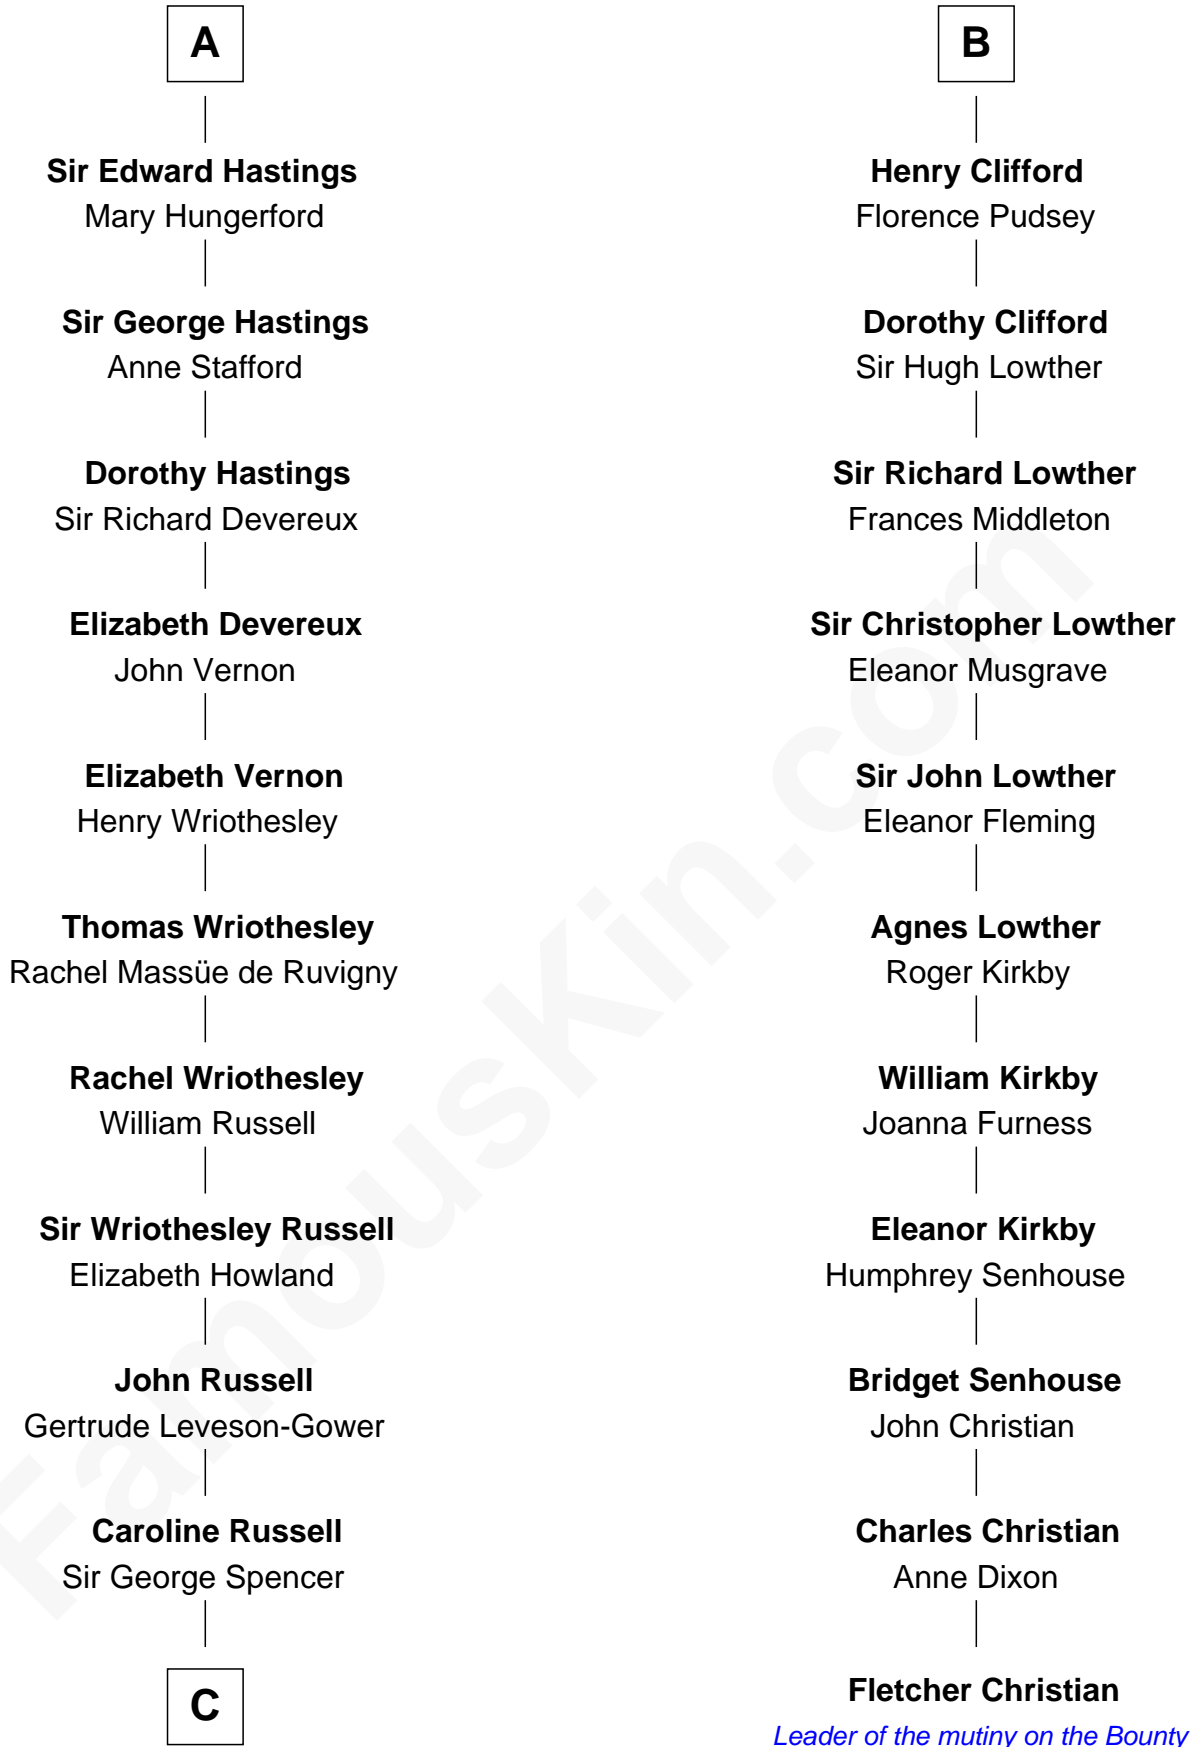 A
Sir Edward Hastings
Mary Hungerford
Sir George Hastings
Anne Stafford
Dorothy Hastings
Sir Richard Devereux
Elizabeth Devereux
John Vernon
Elizabeth Vernon
Henry Wriothesley
Thomas Wriothesley
Rachel Massüe de Ruvigny
Rachel Wriothesley
William Russell
Sir Wriothesley Russell
Elizabeth Howland
John Russell
Gertrude Leveson-Gower
Caroline Russell
Sir George Spencer
C
B
Henry Clifford
Florence Pudsey
Dorothy Clifford
Sir Hugh Lowther
Sir Richard Lowther
Frances Middleton
Sir Christopher Lowther
Eleanor Musgrave
Sir John Lowther
Eleanor Fleming
Agnes Lowther
Roger Kirkby
William Kirkby
Joanna Furness
Eleanor Kirkby
Humphrey Senhouse
Bridget Senhouse
John Christian
Charles Christian
Anne Dixon
Fletcher Christian
Leader of the mutiny on the Bounty
FamousKin.com